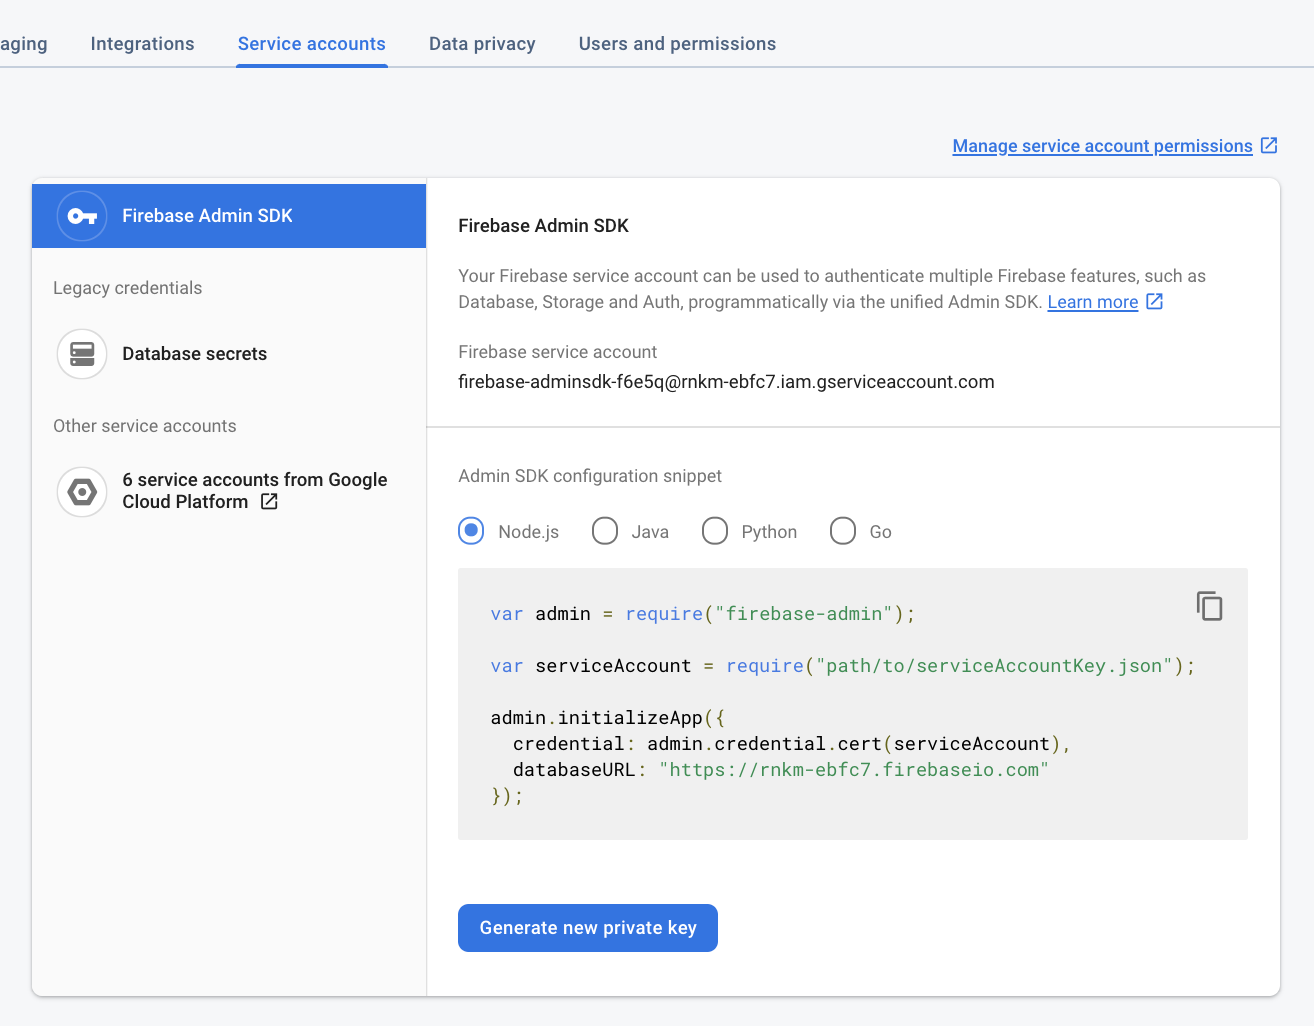 aging Integrations Service accounts Data privacy Users and permissions
Manage service account permissions
Firebase Admin SDK
Legacy credentials
Database secrets
Other service accounts
6 service accounts from Google
Cloud Platform
Firebase Admin SDK
Your Firebase service account can be used to authenticate multiple Firebase features, such as
Database, Storage and Auth, programmatically via the unified Admin SDK. Learn more
Firebase service account
firebase-adminsdk-f6e5q@rnkm-ebfc7.iam.gserviceaccount.com
Admin SDK configuration snippet
Node.js Java Python Go
var admin = require("firebase-admin");
var serviceAccount = require("path/to/serviceAccountKey.json");
admin.initializeApp({
  credential: admin.credential.cert(serviceAccount),
  databaseURL: "https://rnkm-ebfc7.firebaseio.com"
});
Generate new private key